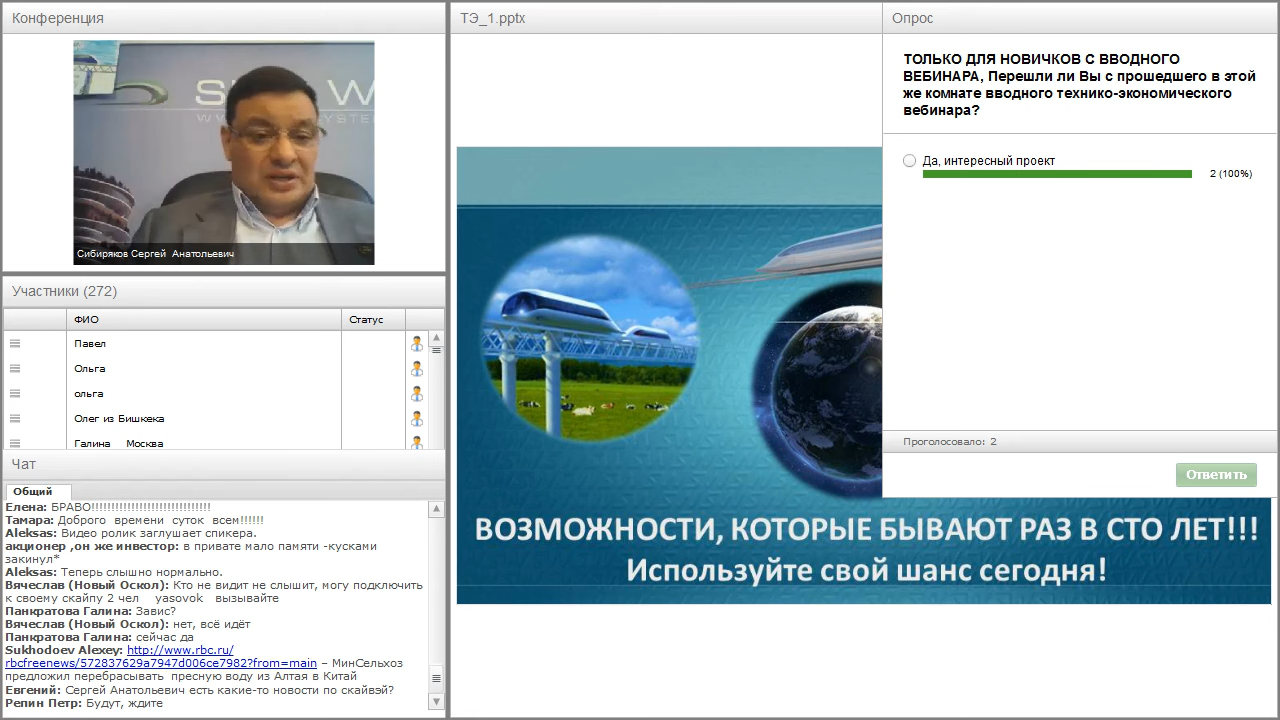 Конференция
SKY W
Сибиряков Сергей Анатольевич
Участники (272)
ФИО
Статус
Павел
Ольга
ольга
Олег из Бишкека
Галина Москва
Чат
Общий
Елена: БРАВО!!!!!!!!!!!!!!!!!!!!!!!!!!!!!!
Тамара: Доброго времени суток всем!!!!!!
Aleksas: Видео ролик заглушает спикера.
акционер ,он же инвестор: в привате мало памяти -кусками
закинул*
Aleksas: Теперь слышно нормально.
Вячеслав (Новый Оскол): Кто не видит не слышит, могу подключить
к своему скайпу 2 чел yasovok вызывайте
Панкратова Галина: Завис?
Вячеслав (Новый Оскол): нет, всё идёт
Панкратова Галина: сейчас да
Sukhodoev Alexey: http://www.rbc.ru/
rbcfreenews/572837629a7947d006ce7982?from=main – МинСельхоз
предложил перебрасывать пресную воду из Алтая в Китай
Евгений: Сергей Анатольевич есть какие-то новости по скайвэй?
Репин Петр: Будут, ждите
ТЭ_1.pptx
ВОЗМОЖНОСТИ, КОТОРЫЕ БЫВАЮТ РАЗ В СТО ЛЕТ!!!
Используйте свой шанс сегодня!
Опрос
ТОЛЬКО ДЛЯ НОВИЧКОВ С ВВОДНОГО
ВЕБИНАРА, Перешли ли Вы с прошедшего в этой
же комнате вводного технико-экономического
вебинара?
Да, интересный проект
2 (100%)
Проголосовало: 2
Ответить